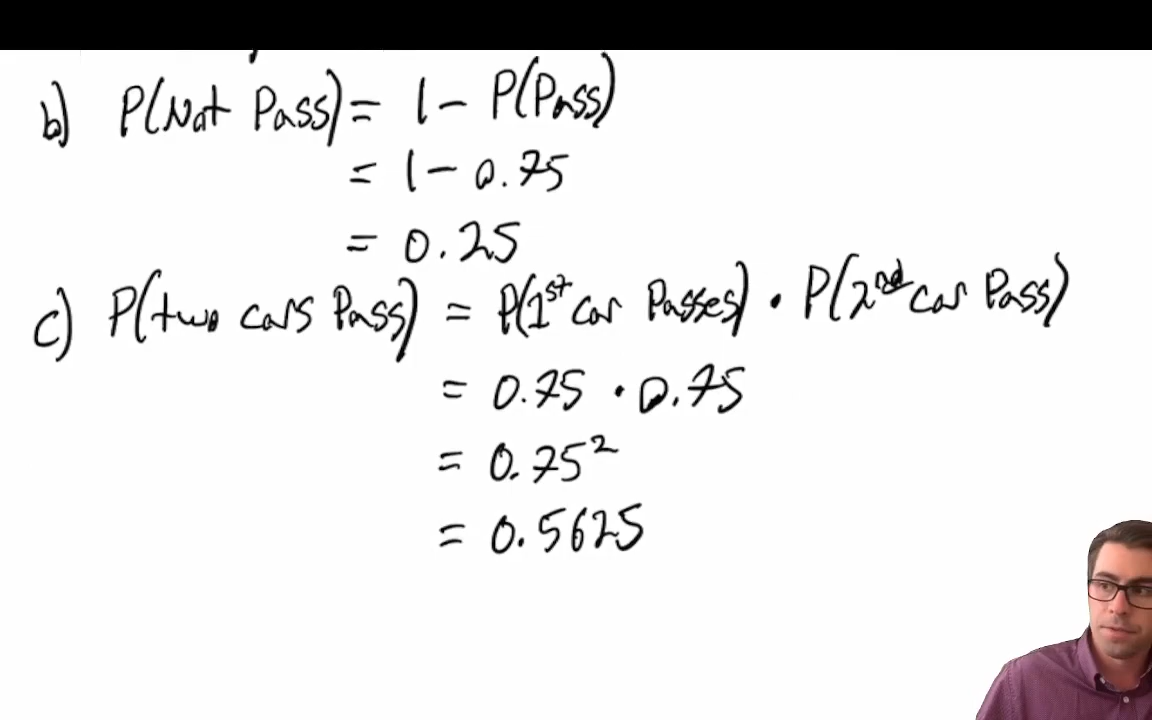 b) P(Not Pass) = 1 - P(Pass)
= 1 - 0.75
= 0.25
c) P(two cars Pass) = P(1st car Passes) · P(2nd car Pass)
= 0.75 · 0.75
= 0.75²
= 0.5625